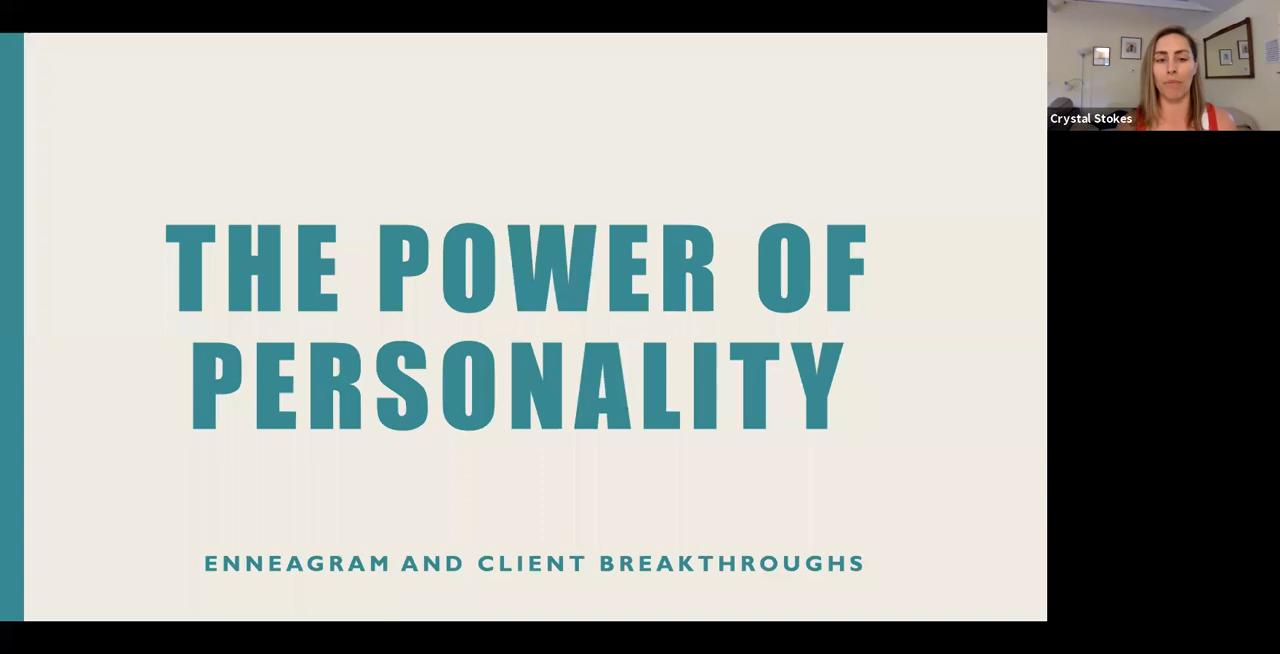 THE POWER OF
PERSONALITY
ENNEAGRAM AND CLIENT BREAKTHROUGHS
Crystal Stokes